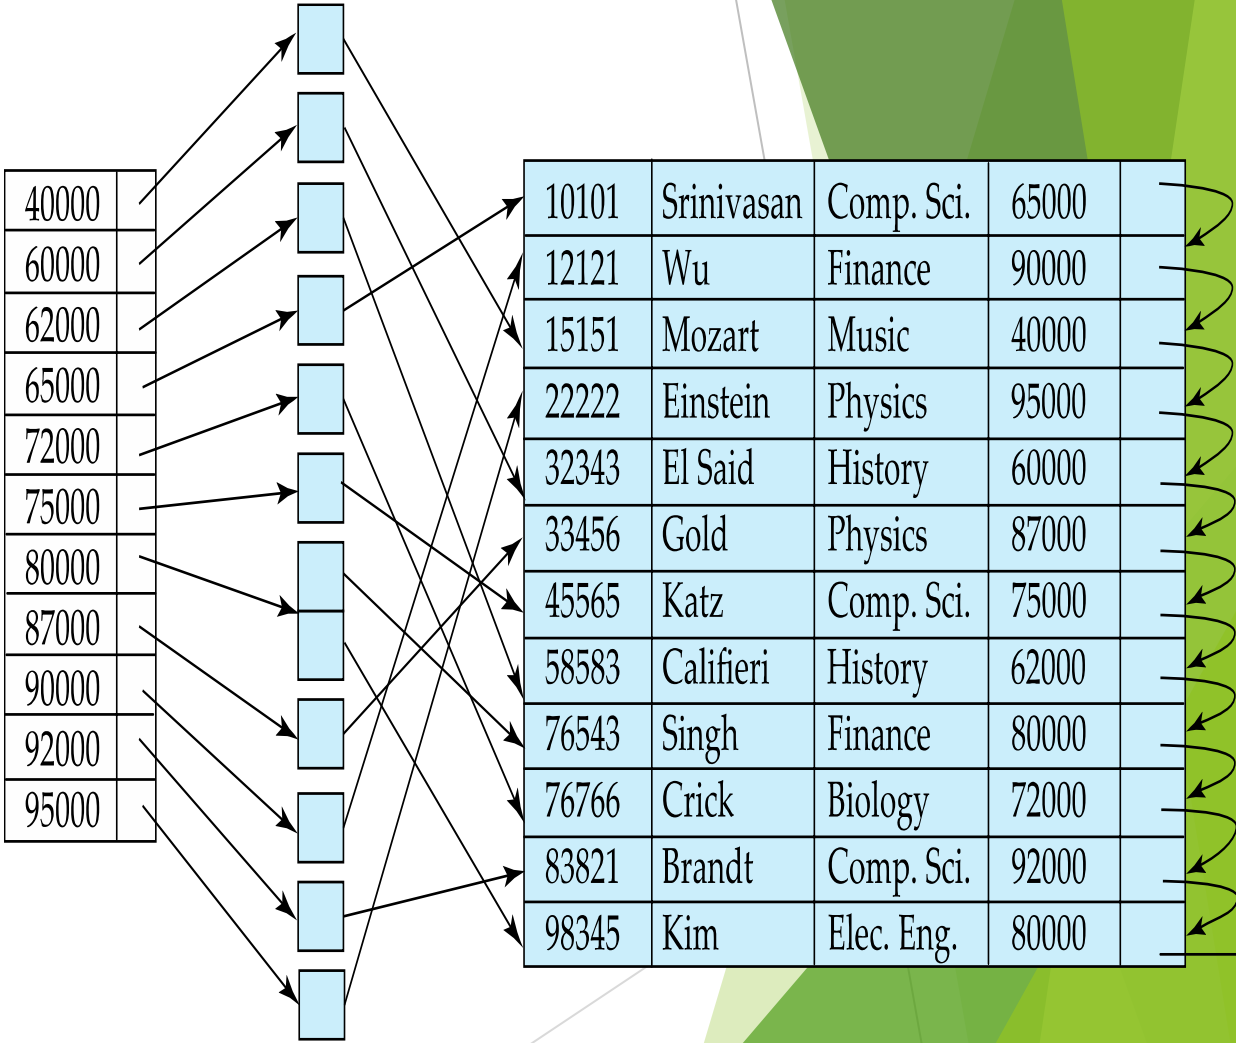 40000
60000
62000
65000
72000
75000
80000
87000
90000
92000
95000
10101 Srinivasan Comp. Sci. 65000
12121 Wu Finance 90000
15151 Mozart Music 40000
22222 Einstein Physics 95000
32343 El Said History 60000
33456 Gold Physics 87000
45565 Katz Comp. Sci. 75000
58583 Califieri History 62000
76543 Singh Finance 80000
76766 Crick Biology 72000
83821 Brandt Comp. Sci. 92000
98345 Kim Elec. Eng. 80000